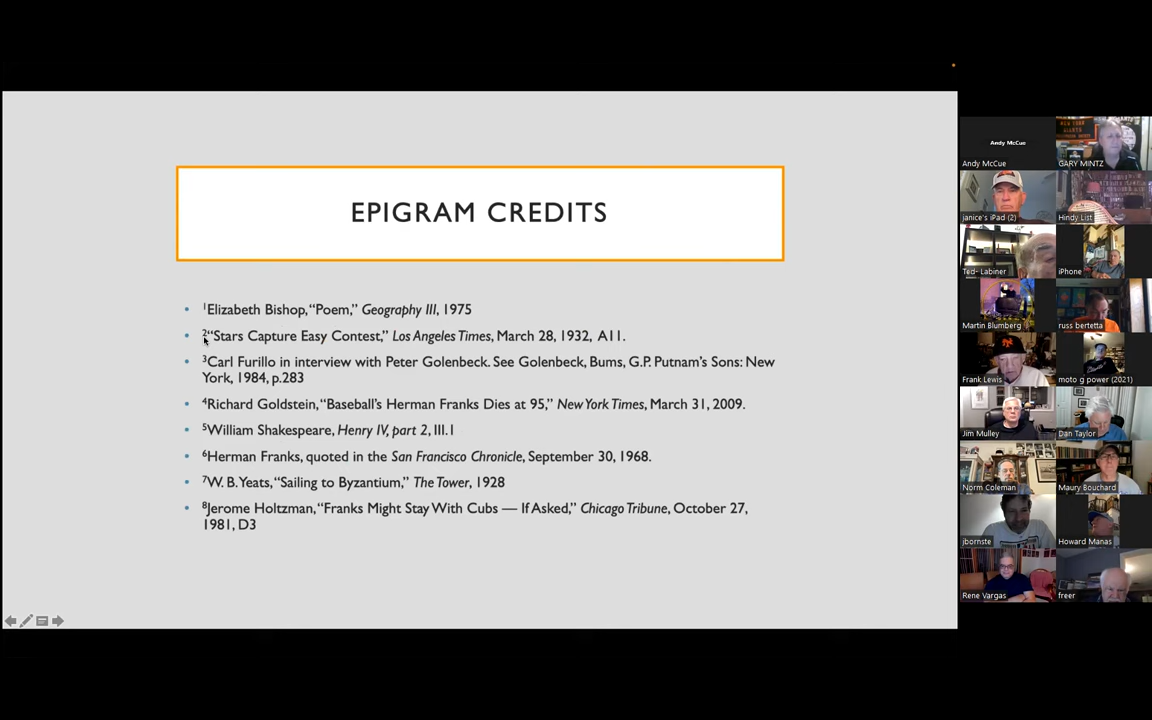 EPIGRAM CREDITS
• ¹Elizabeth Bishop, “Poem,” Geography III, 1975
• ²“Stars Capture Easy Contest,” Los Angeles Times, March 28, 1932, A11.
• ³Carl Furillo in interview with Peter Golenbeck. See Golenbeck, Bums, G.P. Putnam’s Sons: New
York, 1984, p.283
• ⁴Richard Goldstein, “Baseball’s Herman Franks Dies at 95,” New York Times, March 31, 2009.
• ⁵William Shakespeare, Henry IV, part 2, III.1
• ⁶Herman Franks, quoted in the San Francisco Chronicle, September 30, 1968.
• ⁷W. B. Yeats, “Sailing to Byzantium,” The Tower, 1928
• ⁸Jerome Holtzman, “Franks Might Stay With Cubs — If Asked,” Chicago Tribune, October 27,
1981, D3
Andy McCue
Andy McCue
NEW YORK
GIANTS
GARY MINTZ
janice's iPad (2)
Hindy List
Ted- Labiner
iPhone
Martin Blumberg
russ bertetta
Frank Lewis
moto g power (2021)
Jim Mulley
Dan Taylor
Norm Coleman
Maury Bouchard
jbornste
Howard Manas
Rene Vargas
freer